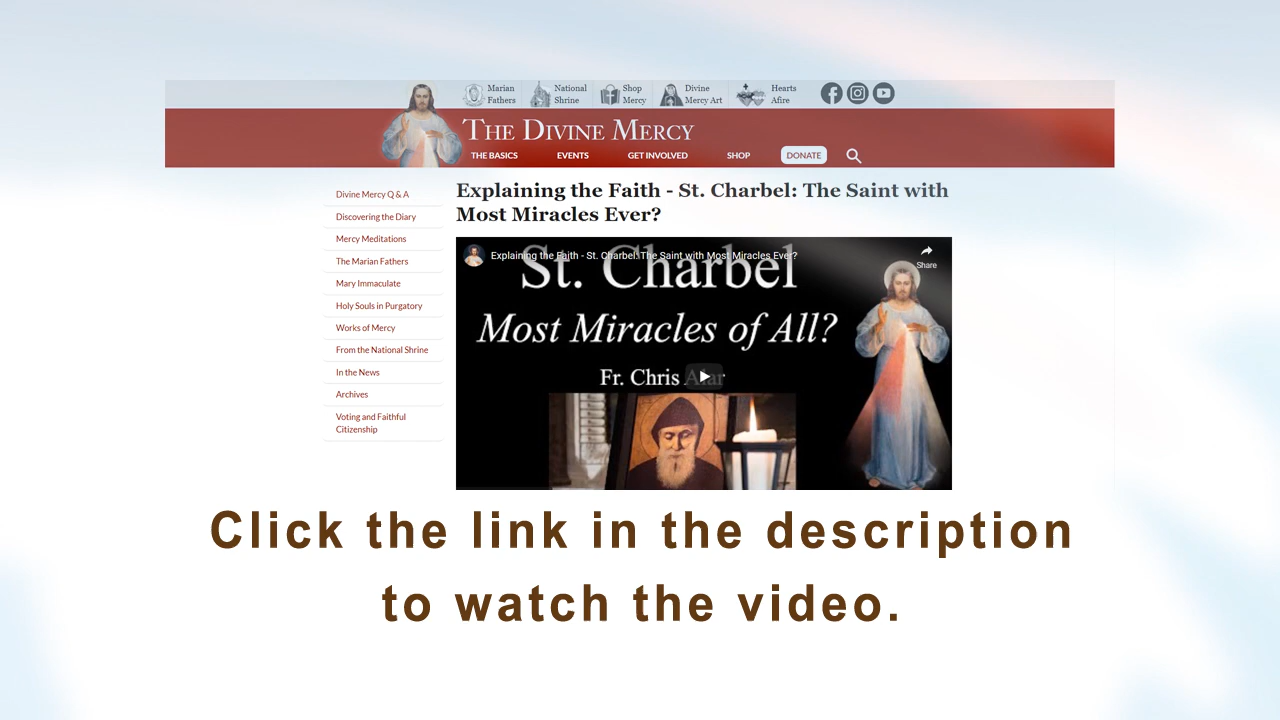 Marian
Fathers
National
Shrine
Shop
Mercy
Divine
Mercy Art
Hearts
Afire
THE DIVINE MERCY
THE BASICS
EVENTS
GET INVOLVED
SHOP
DONATE
Divine Mercy Q & A
Discovering the Diary
Mercy Meditations
The Marian Fathers
Mary Immaculate
Holy Souls in Purgatory
Works of Mercy
From the National Shrine
In the News
Archives
Voting and Faithful
Citizenship
Explaining the Faith - St. Charbel: The Saint with
Most Miracles Ever?
Explaining the Faith - St. Charbel: The Saint with Most Miracles Ever?
Share
St. Charbel
Most Miracles of All?
Fr. Chris Alar
Click the link in the description
to watch the video.